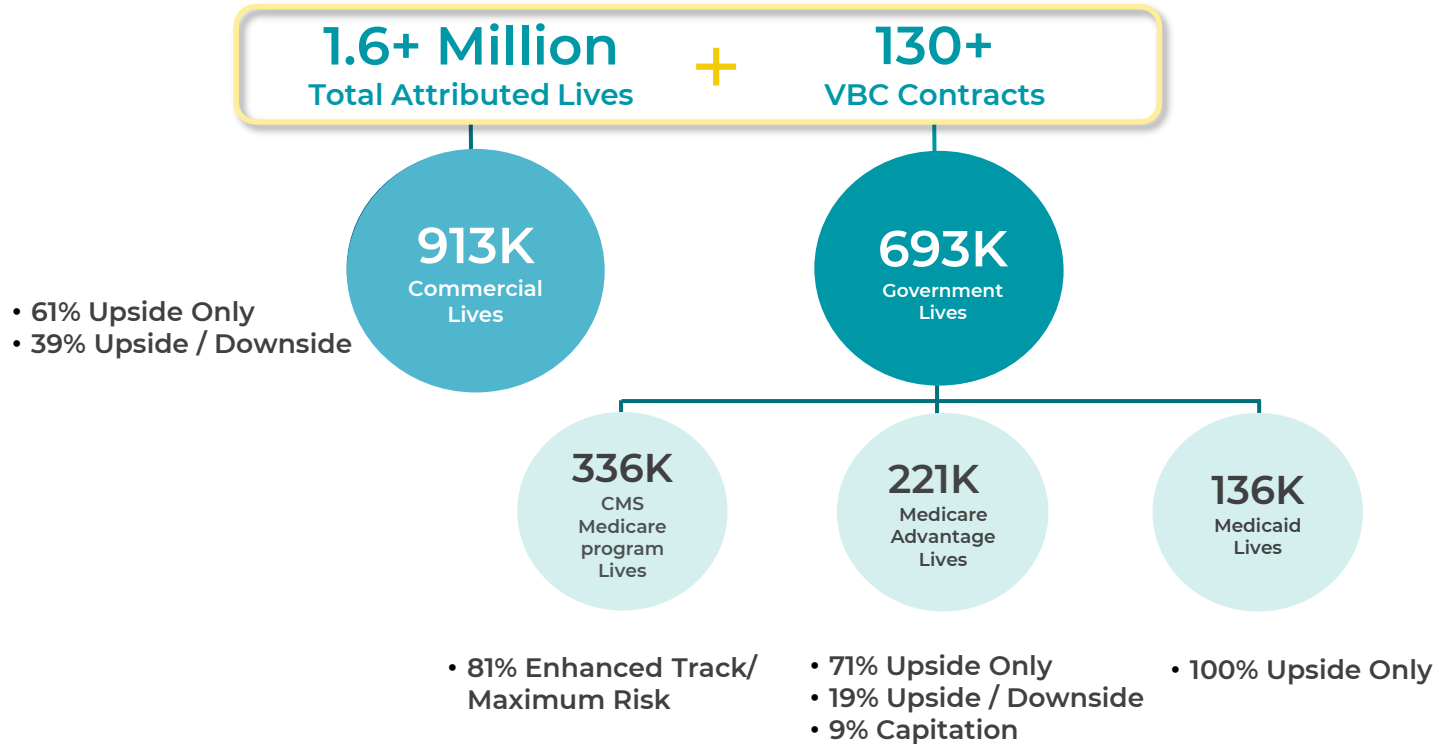 1.6+ Million
Total Attributed Lives
+
130+
VBC Contracts
913K
Commercial
Lives
• 61% Upside Only
• 39% Upside / Downside
693K
Government
Lives
336K
CMS
Medicare
program
Lives
• 81% Enhanced Track/
Maximum Risk
221K
Medicare
Advantage
Lives
• 71% Upside Only
• 19% Upside / Downside
• 9% Capitation
136K
Medicaid
Lives
• 100% Upside Only